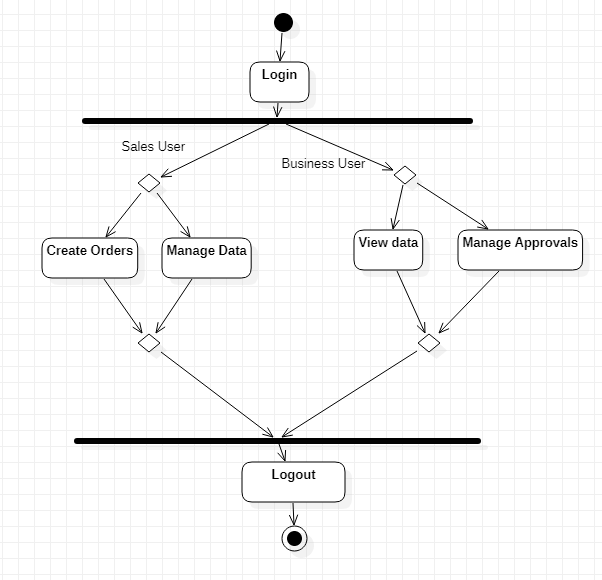 Login
Sales User
Business User
Create Orders
Manage Data
View data
Manage Approvals
Logout